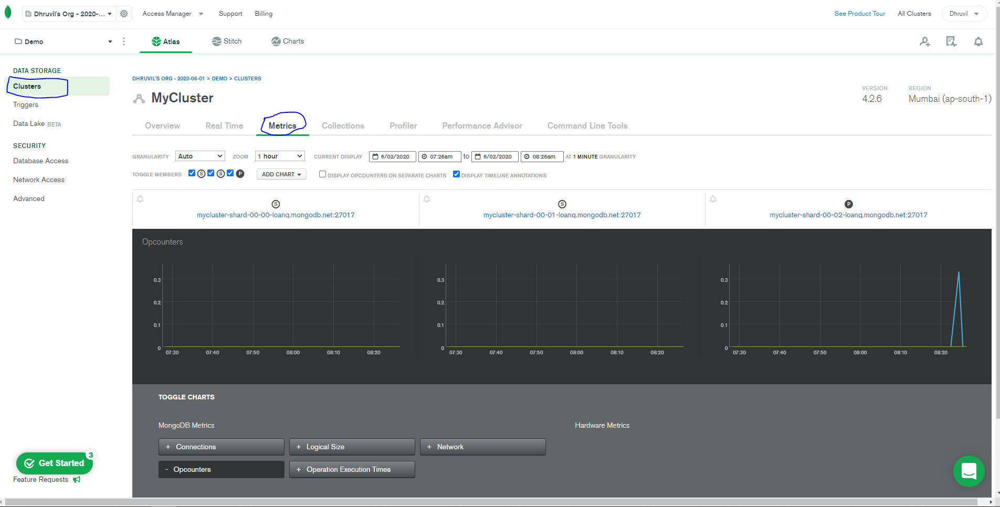 Dhruvil's Org - 2020-... Access Manager Support Billing See Product Tour All Clusters Dhruvil
Demo Atlas Stitch Charts
DATA STORAGE
Clusters
Triggers
Data Lake BETA
SECURITY
Database Access
Network Access
Advanced
DHRUVIL'S ORG - 2020-06-01 > DEMO > CLUSTERS
MyCluster
VERSION
4.2.6
REGION
Mumbai (ap-south-1)
Overview Real Time Metrics Collections Profiler Performance Advisor Command Line Tools
GRANULARITY Auto ZOOM 1 hour CURRENT DISPLAY 6/02/2020 07:26am to 6/02/2020 08:26am AT 1 MINUTE GRANULARITY
TOGGLE MEMBERS S S P ADD CHART DISPLAY OPCOUNTERS ON SEPARATE CHARTS DISPLAY TIMELINE ANNOTATIONS
S
mycluster-shard-00-00-loanq.mongodb.net:27017
S
mycluster-shard-00-01-loanq.mongodb.net:27017
P
mycluster-shard-00-02-loanq.mongodb.net:27017
Opcounters
0.3
0.2
0.1
0
07:30 07:40 07:50 08:00 08:10 08:20
0.3
0.2
0.1
0
07:30 07:40 07:50 08:00 08:10 08:20
0.3
0.2
0.1
0
07:30 07:40 07:50 08:00 08:10 08:20
TOGGLE CHARTS
MongoDB Metrics
+ Connections + Logical Size + Network
- Opcounters + Operation Execution Times
Hardware Metrics
Get Started 3
Feature Requests